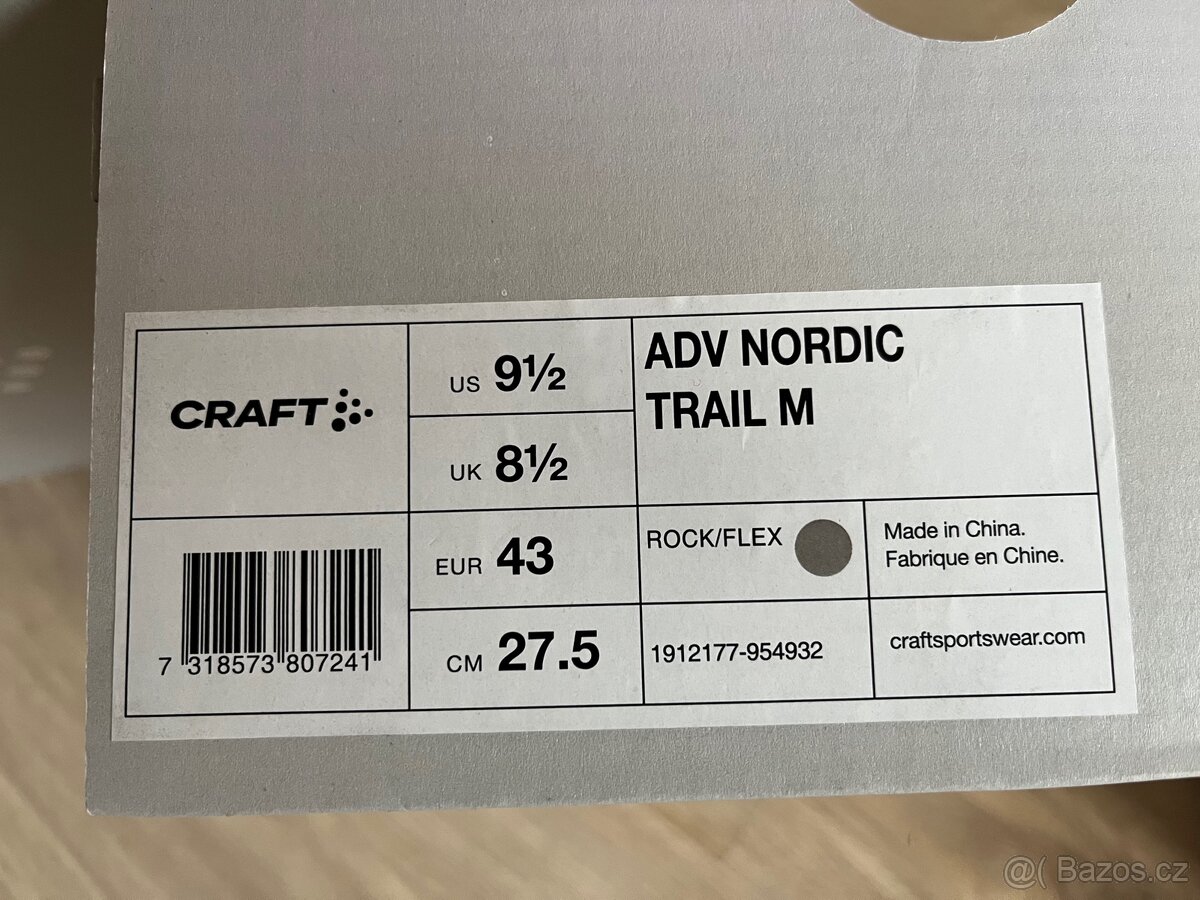 CRAFT
US 9½
UK 8½
EUR 43
CM 27.5
ADV NORDIC
TRAIL M
ROCK/FLEX
Made in China.
Fabrique en Chine.
1912177-954932
craftsportswear.com
7 318573 807241
@( Bazos.cz